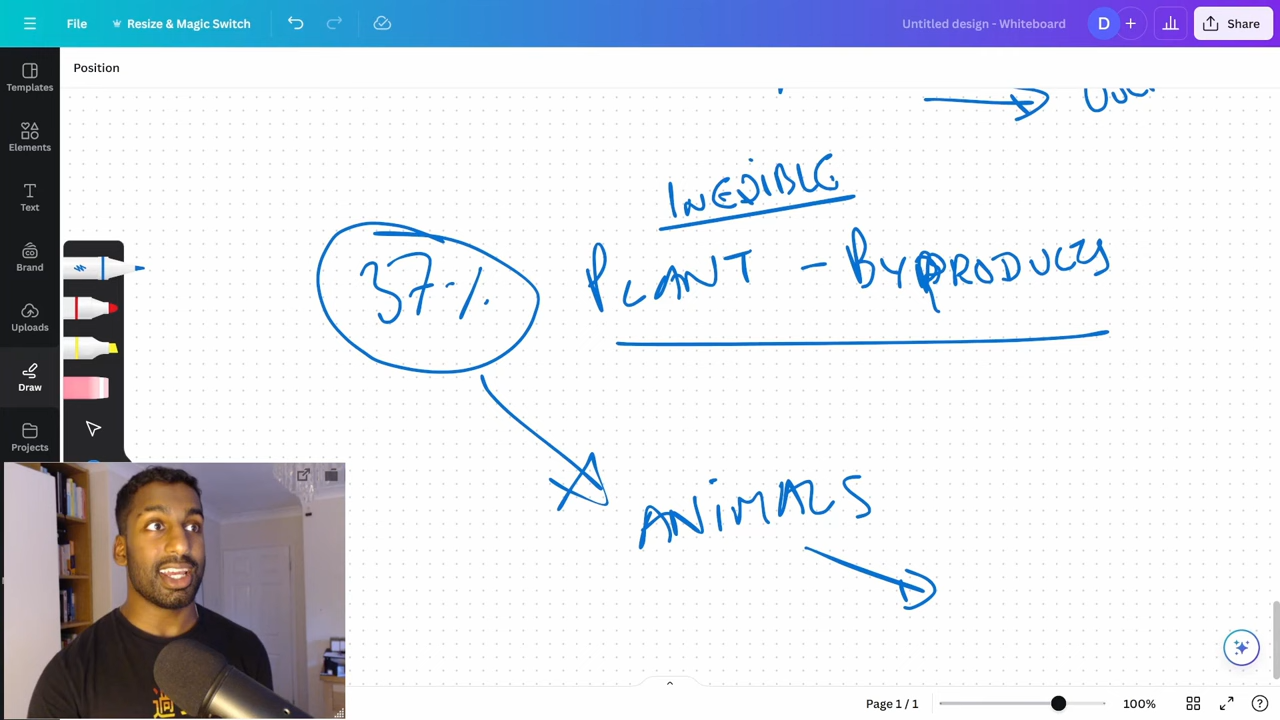 File
Resize & Magic Switch
Untitled design - Whiteboard
D
+
Share
Position
Templates
Elements
T
Text
Brand
Uploads
Draw
Projects
INEDIBLE
37%
PLANT - BYPRODUCTS
ANIMALS
Page 1 / 1
100%
?